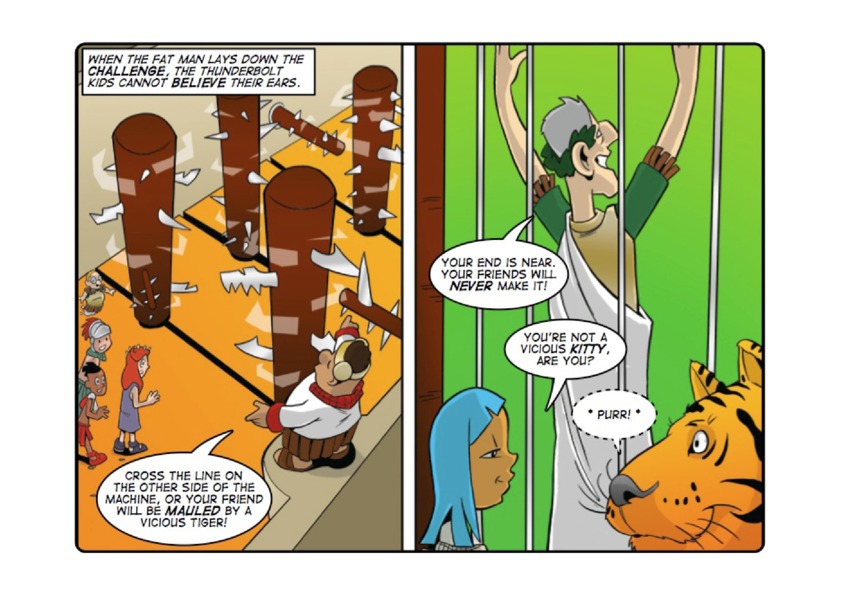 WHEN THE FAT MAN LAYS DOWN THE
CHALLENGE, THE THUNDERBOLT
KIDS CANNOT BELIEVE THEIR EARS.
CROSS THE LINE ON
THE OTHER SIDE OF THE
MACHINE, OR YOUR FRIEND
WILL BE MAULED BY A
VICIOUS TIGER!
YOUR END IS NEAR.
YOUR FRIENDS WILL
NEVER MAKE IT!
YOU'RE NOT A
VICIOUS KITTY,
ARE YOU?
* PURR! *